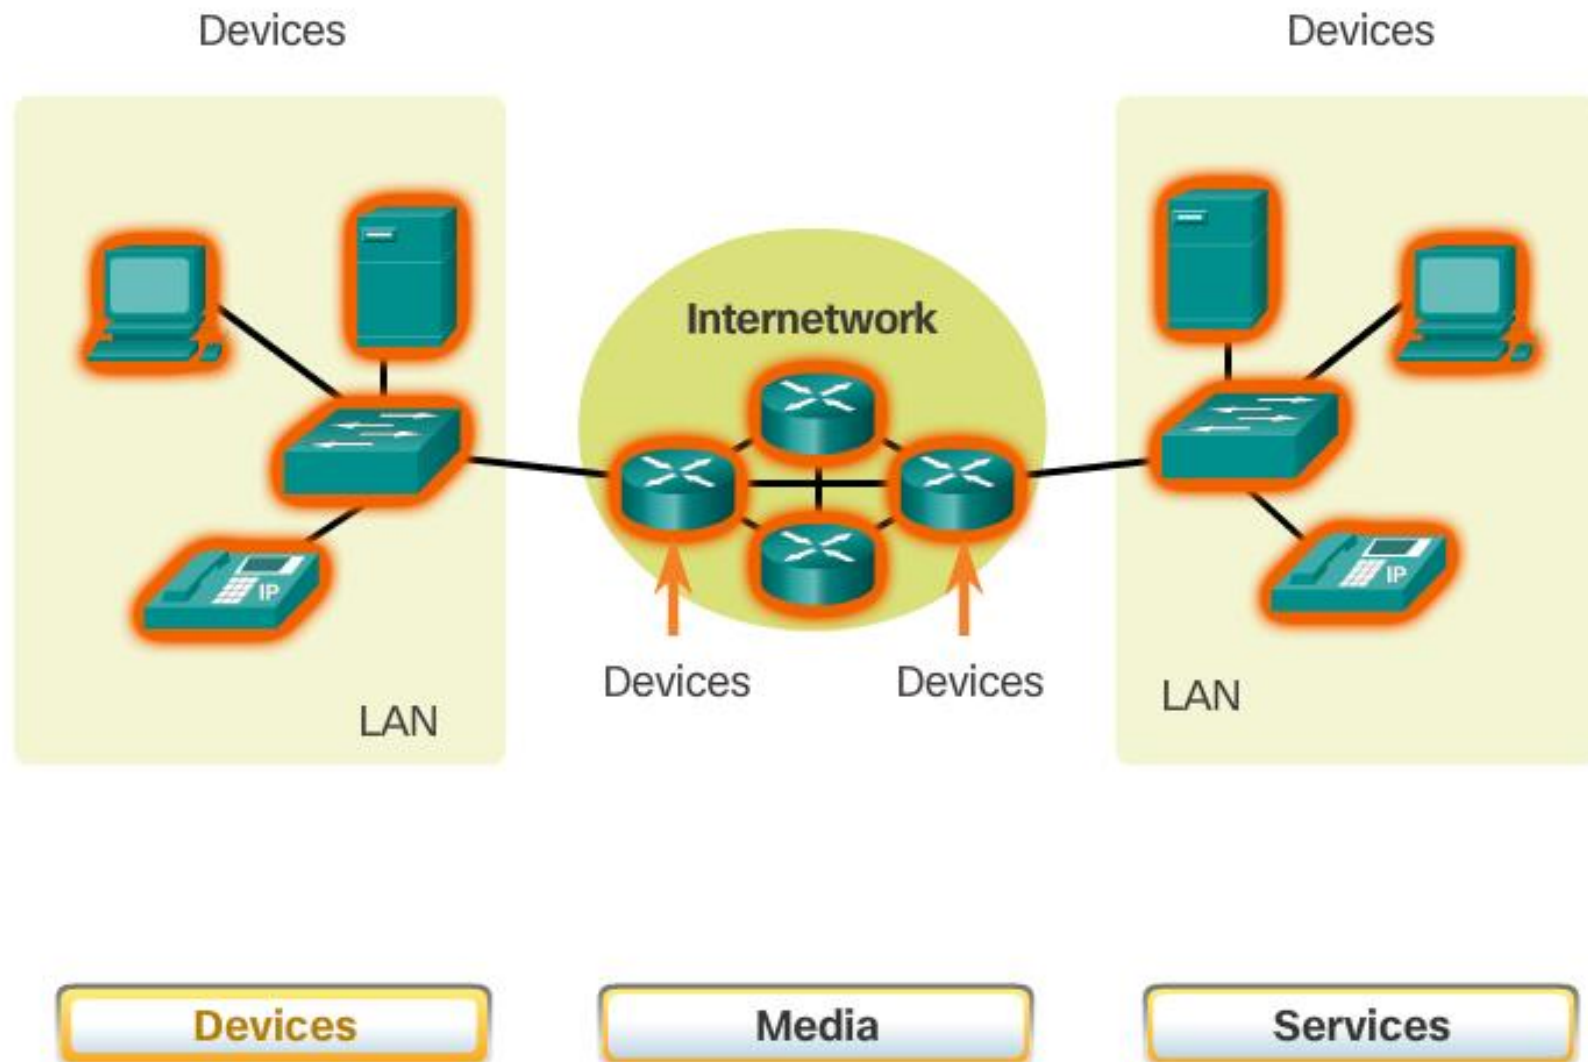 Devices
Devices
Internetwork
IP
IP
Devices
Devices
LAN
LAN
Devices
Media
Services